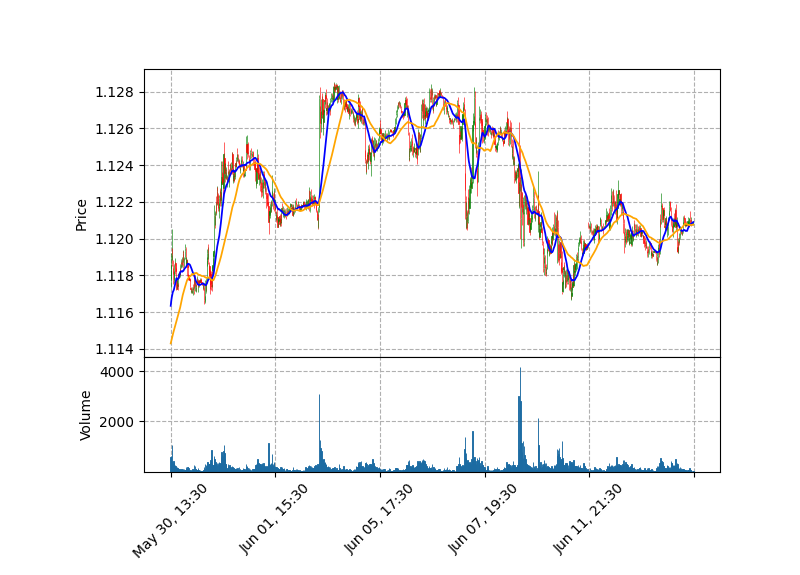 1.128
1.126
1.124
1.122
1.120
1.118
1.116
1.114
Price
4000
2000
Volume
May 30, 13:30
Jun 01, 15:30
Jun 05, 17:30
Jun 07, 19:30
Jun 11, 21:30